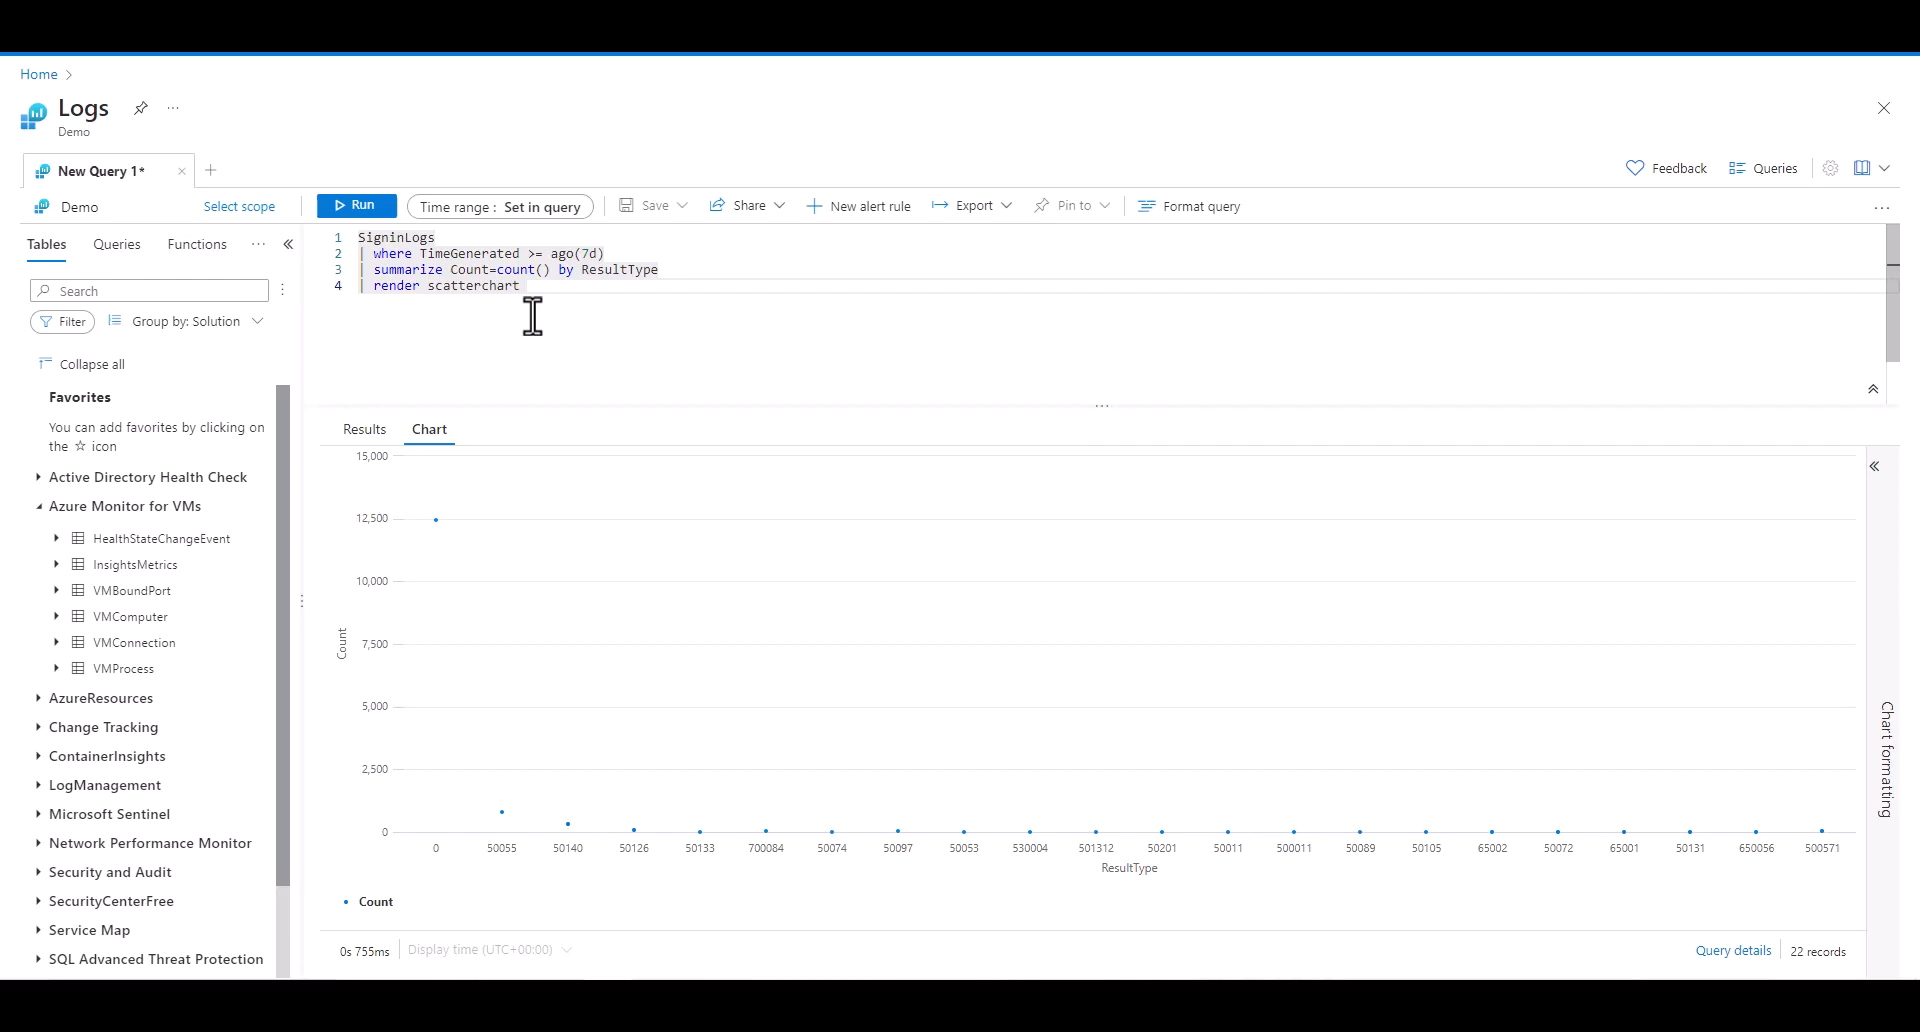 Home
Logs
Demo
New Query 1*
Feedback
Queries
Demo
Select scope
Run
Time range : Set in query
Save
Share
New alert rule
Export
Pin to
Format query
Tables
Queries
Functions
Search
Filter
Group by: Solution
Collapse all
Favorites
You can add favorites by clicking on
the ☆ icon
Active Directory Health Check
Azure Monitor for VMs
HealthStateChangeEvent
InsightsMetrics
VMBoundPort
VMComputer
VMConnection
VMProcess
AzureResources
Change Tracking
ContainerInsights
LogManagement
Microsoft Sentinel
Network Performance Monitor
Security and Audit
SecurityCenterFree
Service Map
SQL Advanced Threat Protection
1 SigninLogs
2 | where TimeGenerated >= ago(7d)
3 | summarize Count=count() by ResultType
4 | render scatterchart
Results
Chart
15,000
12,500
10,000
7,500
5,000
2,500
0
Count
0 50055 50140 50126 50133 700084 50074 50097 50053 530004 501312 50201 50011 500011 50089 50105 65002 50072 65001 50131 650056 500571
ResultType
Count
Chart formatting
0s 755ms
Display time (UTC+00:00)
Query details
22 records